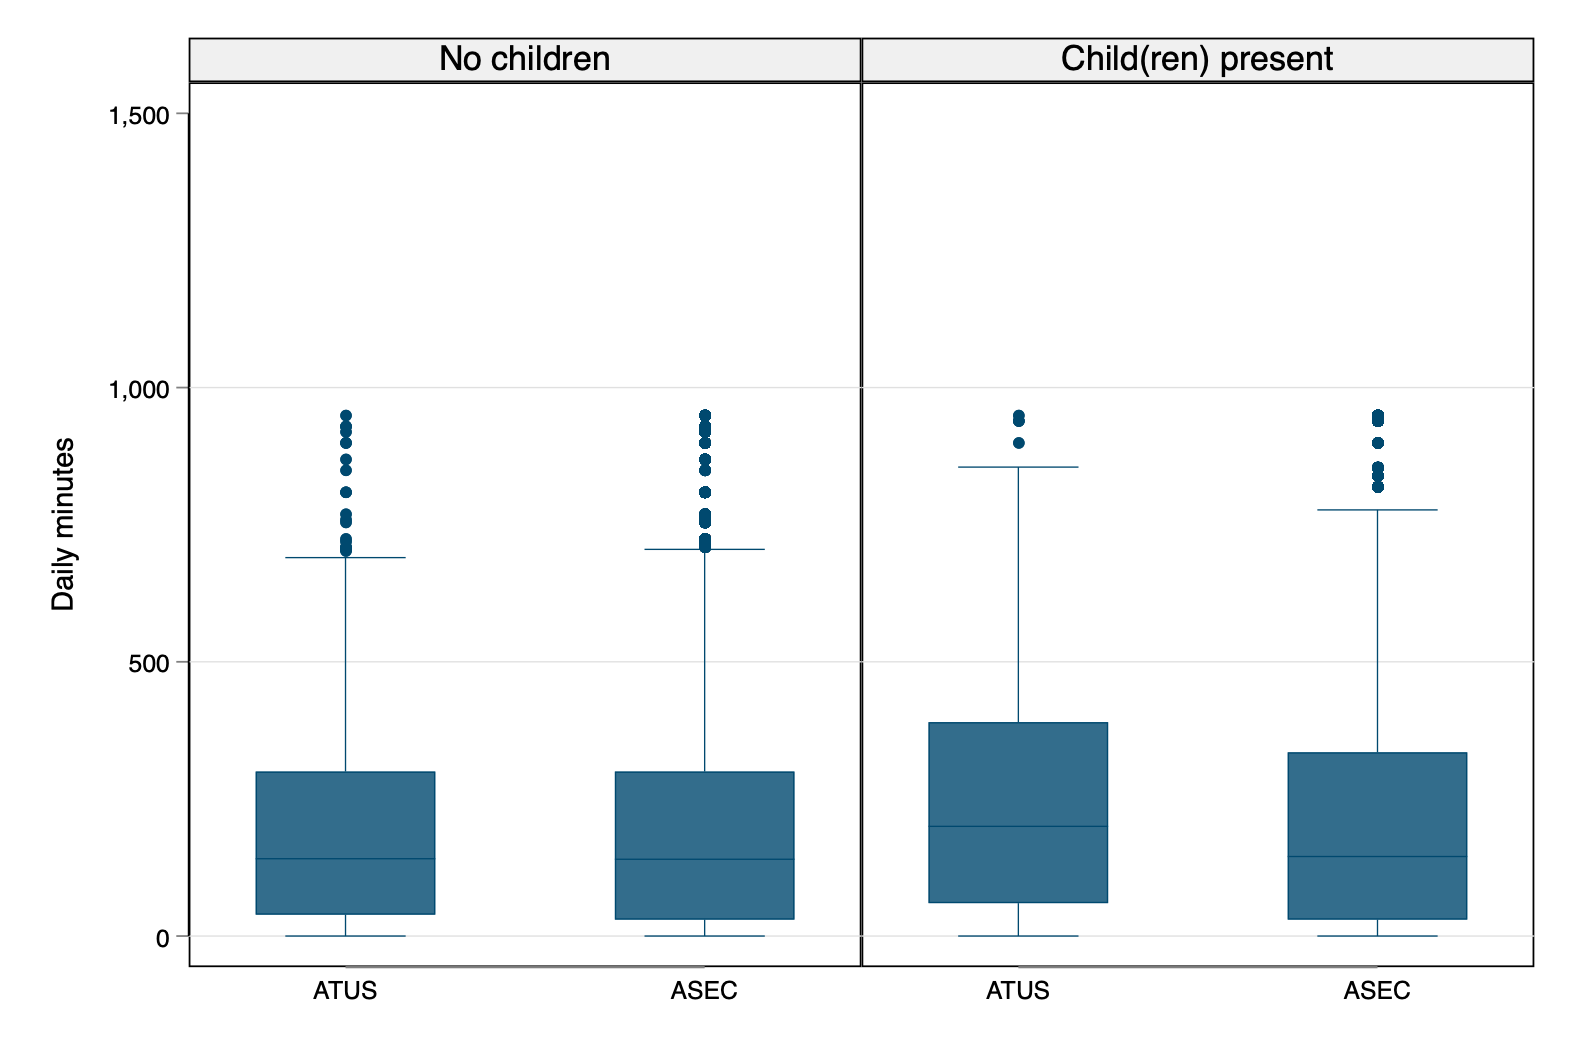 No children
Child(ren) present
Daily minutes
1,500
1,000
500
0
ATUS
ASEC
ATUS
ASEC